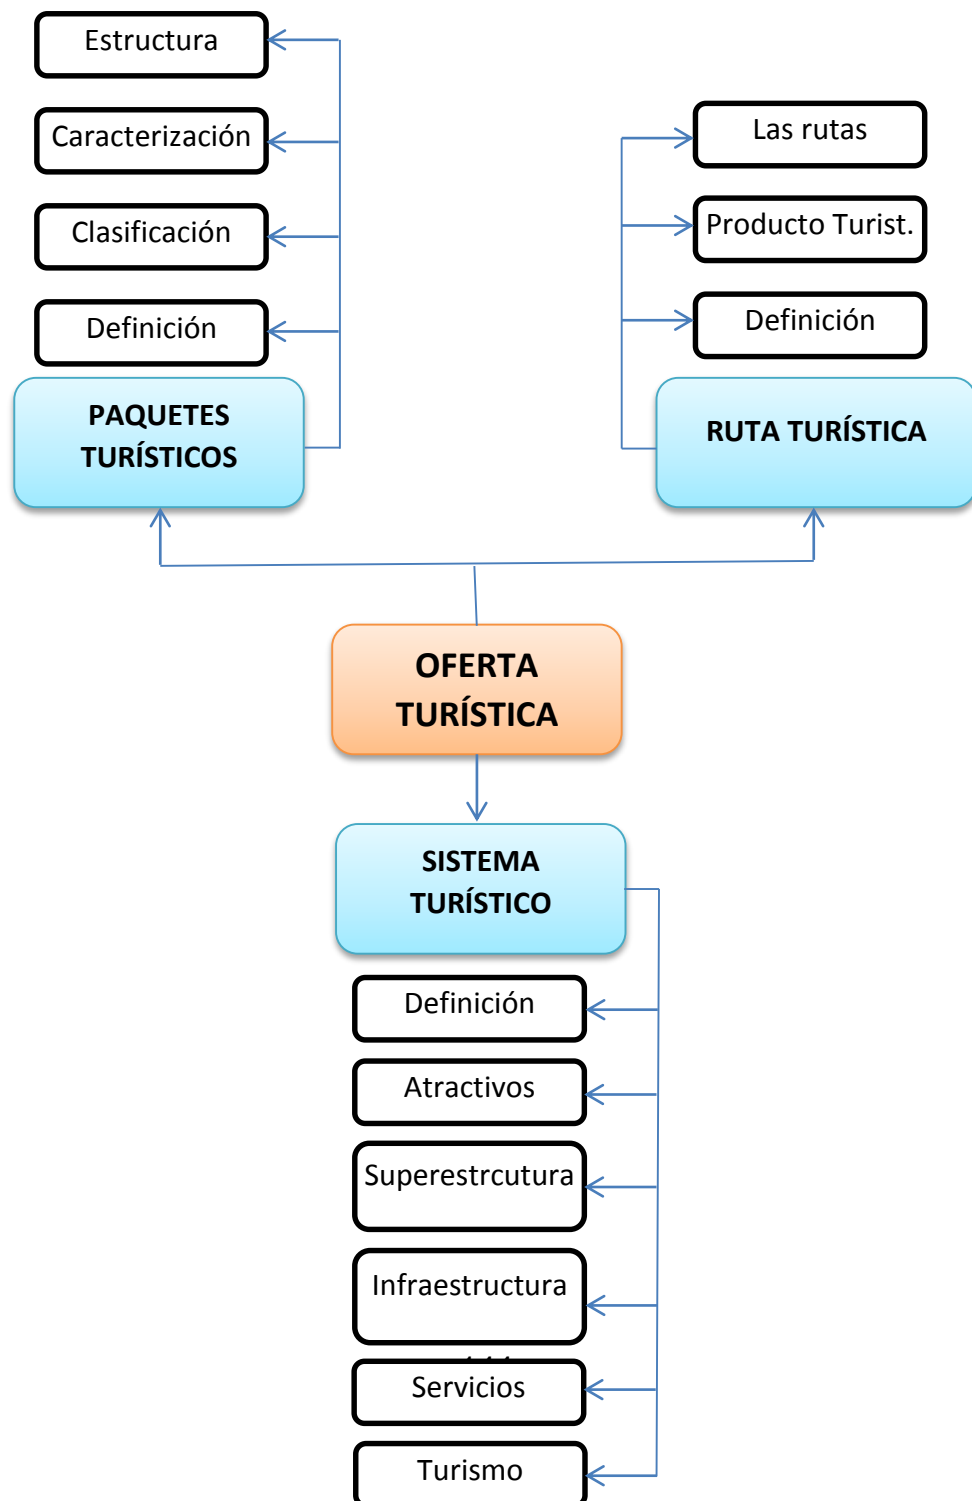 Estructura
Caracterización
Clasificación
Definición
PAQUETES
TURÍSTICOS
Las rutas
Producto Turist.
Definición
RUTA TURÍSTICA
OFERTA
TURÍSTICA
SISTEMA
TURÍSTICO
Definición
Atractivos
Superestrcutura
Infraestructura
Servicios
Turismo